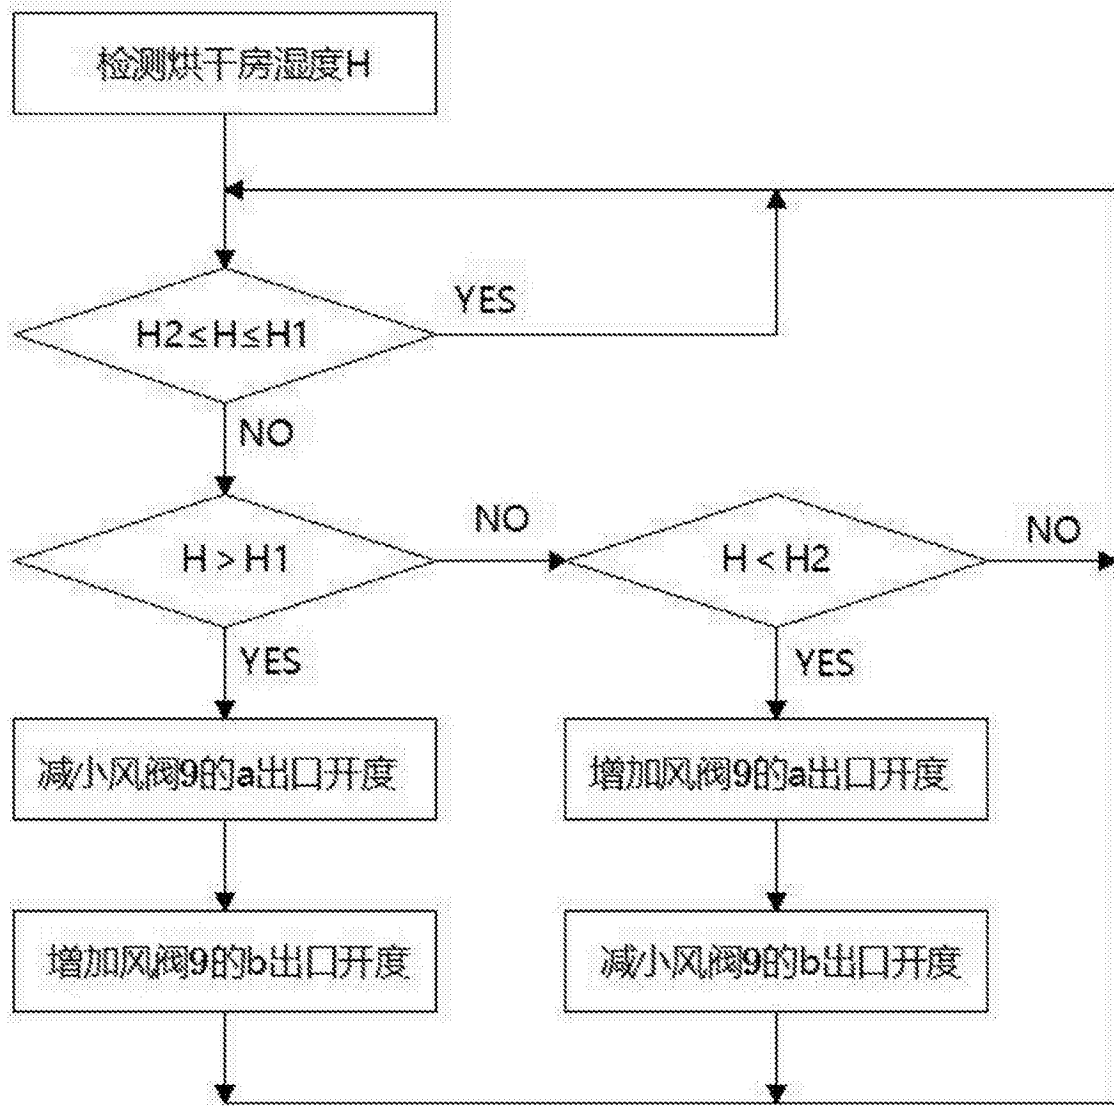 检测烘干房湿度H
YES
H2≤H≤H1
NO
NO
NO
H > H1
H < H2
YES
YES
减小风阀9的a出口开度
增加风阀9的a出口开度
增加风阀9的b出口开度
减小风阀9的b出口开度